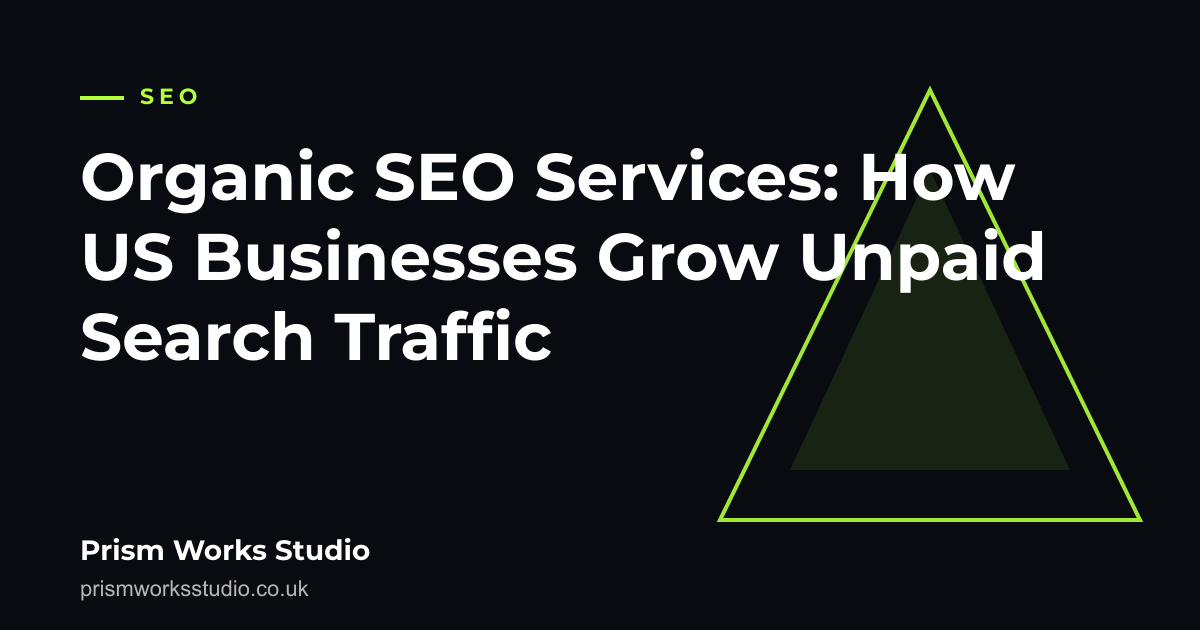 SEO
Organic SEO Services: How
US Businesses Grow Unpaid
Search Traffic
Prism Works Studio
prismworksstudio.co.uk